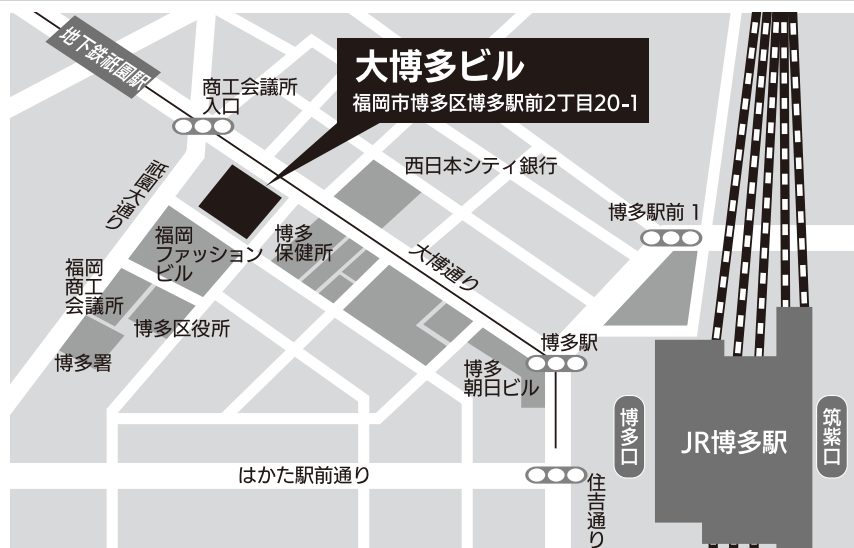 地下鉄祇園駅
大博多ビル
福岡市博多区博多駅前2丁目20-1
商工会議所
入口
西日本シティ銀行
祇園大通り
博多駅前1
福岡
ファッション
ビル
博多
保健所
大博通り
福岡
商工
会議所
博多区役所
博多署
博多駅
博多
朝日ビル
博多口
JR博多駅
筑紫口
はかた駅前通り
住吉通り